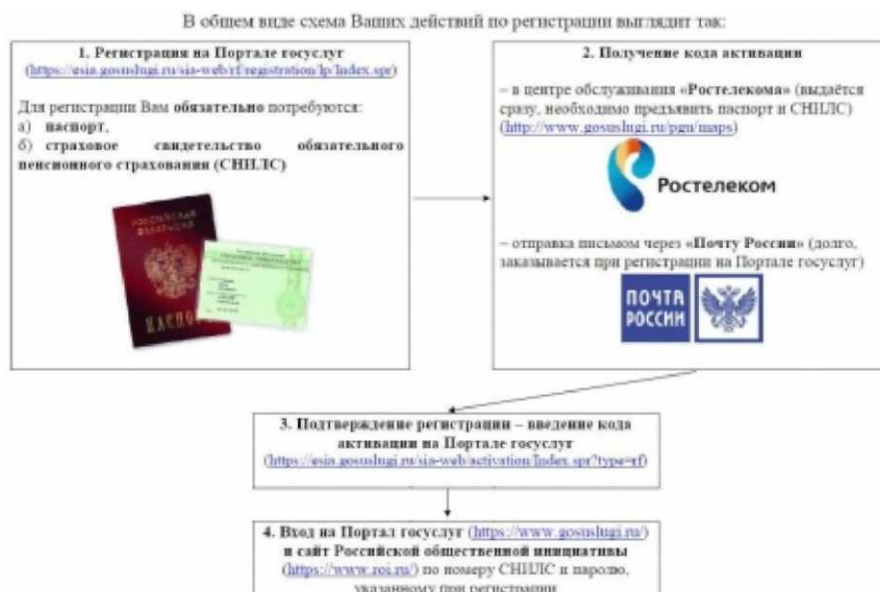 В общем виде схема Ваших действий по регистрации выглядит так:
1. Регистрация на Портале госуслуг
(https://esia.gosuslugi.ru/sia-web/rf/registration/lp/Index.spr)
Для регистрации Вам обязательно потребуются:
а) паспорт,
б) страховое свидетельство обязательного
пенсионного страхования (СНИЛС)
РОССИЙСКАЯ
ФЕДЕРАЦИЯ
ПАСПОРТ
2. Получение кода активации
– в центре обслуживания «Ростелекома» (выдаётся
сразу, необходимо предъявить паспорт и СНИЛС)
(http://www.gosuslugi.ru/pgu/maps)
Ростелеком
– отправка письмом через «Почту России» (долго,
заказывается при регистрации на Портале госуслуг)
ПОЧТА
РОССИИ
3. Подтверждение регистрации – введение кода
активации на Портале госуслуг
(https://esia.gosuslugi.ru/sia-web/activation/Index.spr?type=rf)
4. Вход на Портал госуслуг (https://www.gosuslugi.ru/)
и сайт Российской общественной инициативы
(https://www.roi.ru/) по номеру СНИЛС и паролю,
указанному при регистрации